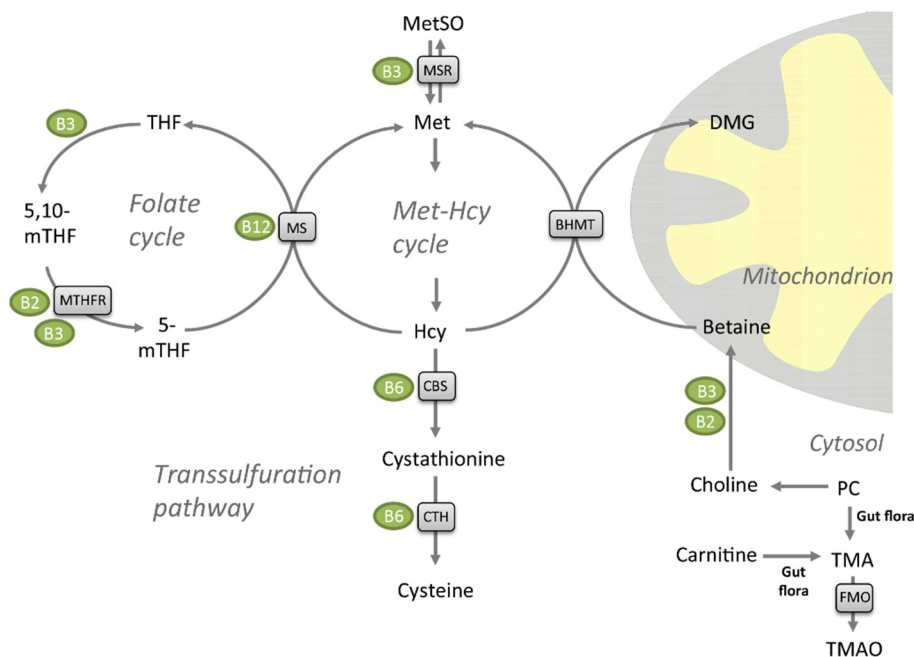 MetSO
B3
MSR
B3
THF
Met
DMG
5,10-
mTHF
Folate
cycle
B12
MS
Met-Hcy
cycle
BHMT
Mitochondrion
B2
MTHFR
B3
5-
mTHF
Hcy
Betaine
B6
CBS
B3
B2
Cytosol
Transsulfuration
pathway
Cystathionine
Choline
PC
B6
CTH
Gut flora
Carnitine
Gut
flora
TMA
Cysteine
FMO
TMAO